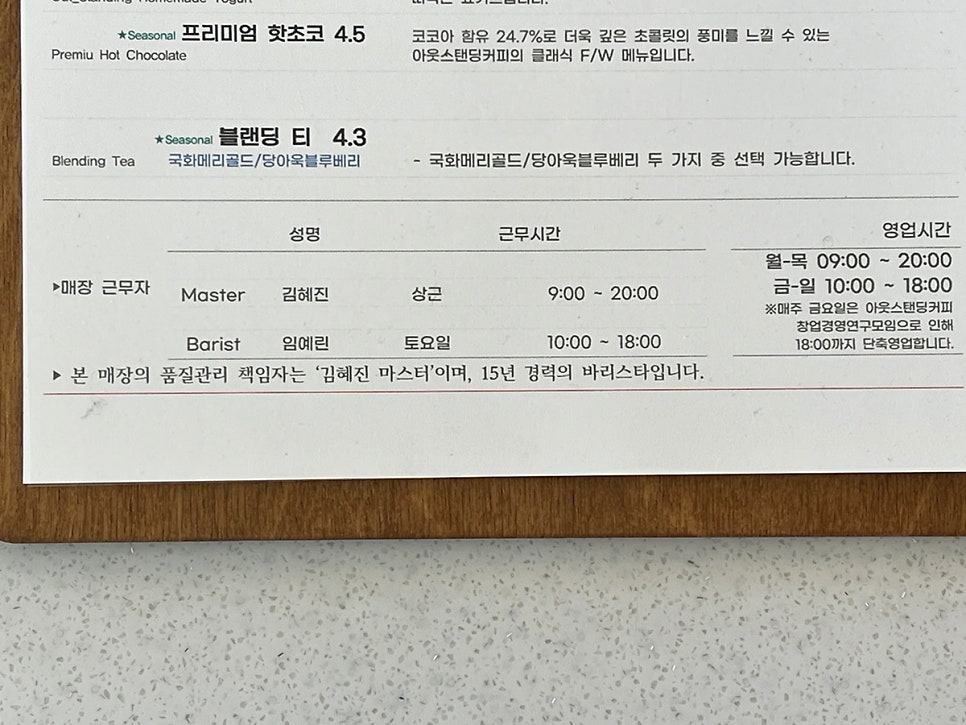 ★Seasonal 프리미엄 핫초코 4.5
Premiu Hot Chocolate
코코아 함유 24.7%로 더욱 깊은 초콜릿의 풍미를 느낄 수 있는
아웃스탠딩커피의 클래식 F/W 메뉴입니다.
★Seasonal 블랜딩 티 4.3
Blending Tea 국화메리골드/당아욱블루베리
- 국화메리골드/당아욱블루베리 두 가지 중 선택 가능합니다.
성명 근무시간
▸매장 근무자
Master 김혜진 상근 9:00 ~ 20:00
Barist 임예린 토요일 10:00 ~ 18:00
영업시간
월-목 09:00 ~ 20:00
금-일 10:00 ~ 18:00
※매주 금요일은 아웃스탠딩커피
창업경영연구모임으로 인해
18:00까지 단축영업합니다.
▸ 본 매장의 품질관리 책임자는 ‘김혜진 마스터’이며, 15년 경력의 바리스타입니다.